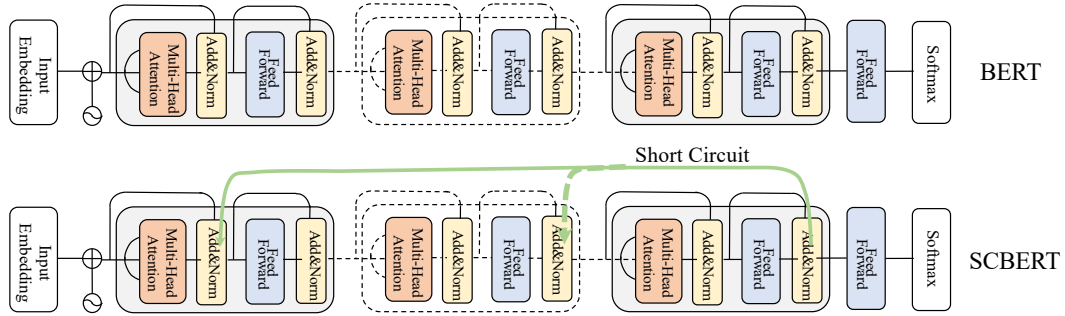 Input
Embedding
Multi-Head
Attention
Add&Norm
Feed
Forward
Add&Norm
Multi-Head
Attention
Add&Norm
Feed
Forward
Add&Norm
Multi-Head
Attention
Add&Norm
Feed
Forward
Add&Norm
Feed
Forward
Softmax
BERT
Short Circuit
Input
Embedding
Multi-Head
Attention
Add&Norm
Feed
Forward
Add&Norm
Multi-Head
Attention
Add&Norm
Feed
Forward
Add&Norm
Multi-Head
Attention
Add&Norm
Feed
Forward
Add&Norm
Feed
Forward
Softmax
SCBERT